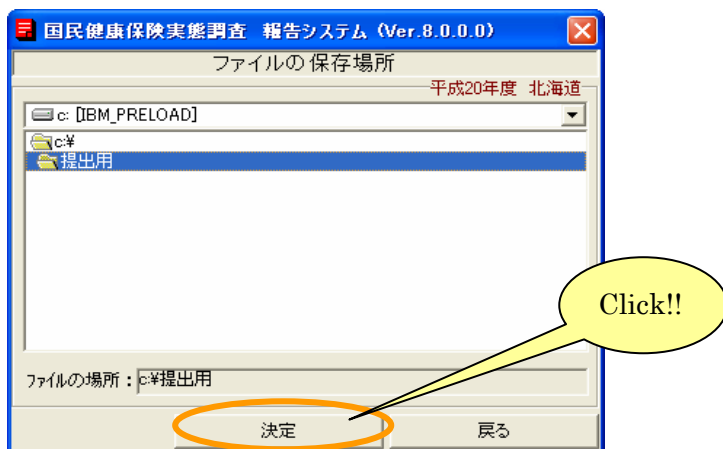 国民健康保険実態調査 報告システム (Ver.8.0.0.0)
ファイルの保存場所
平成20年度 北海道
c: [IBM_PRELOAD]
c:¥
提出用
Click!!
ファイルの場所：c:¥提出用
決定 戻る